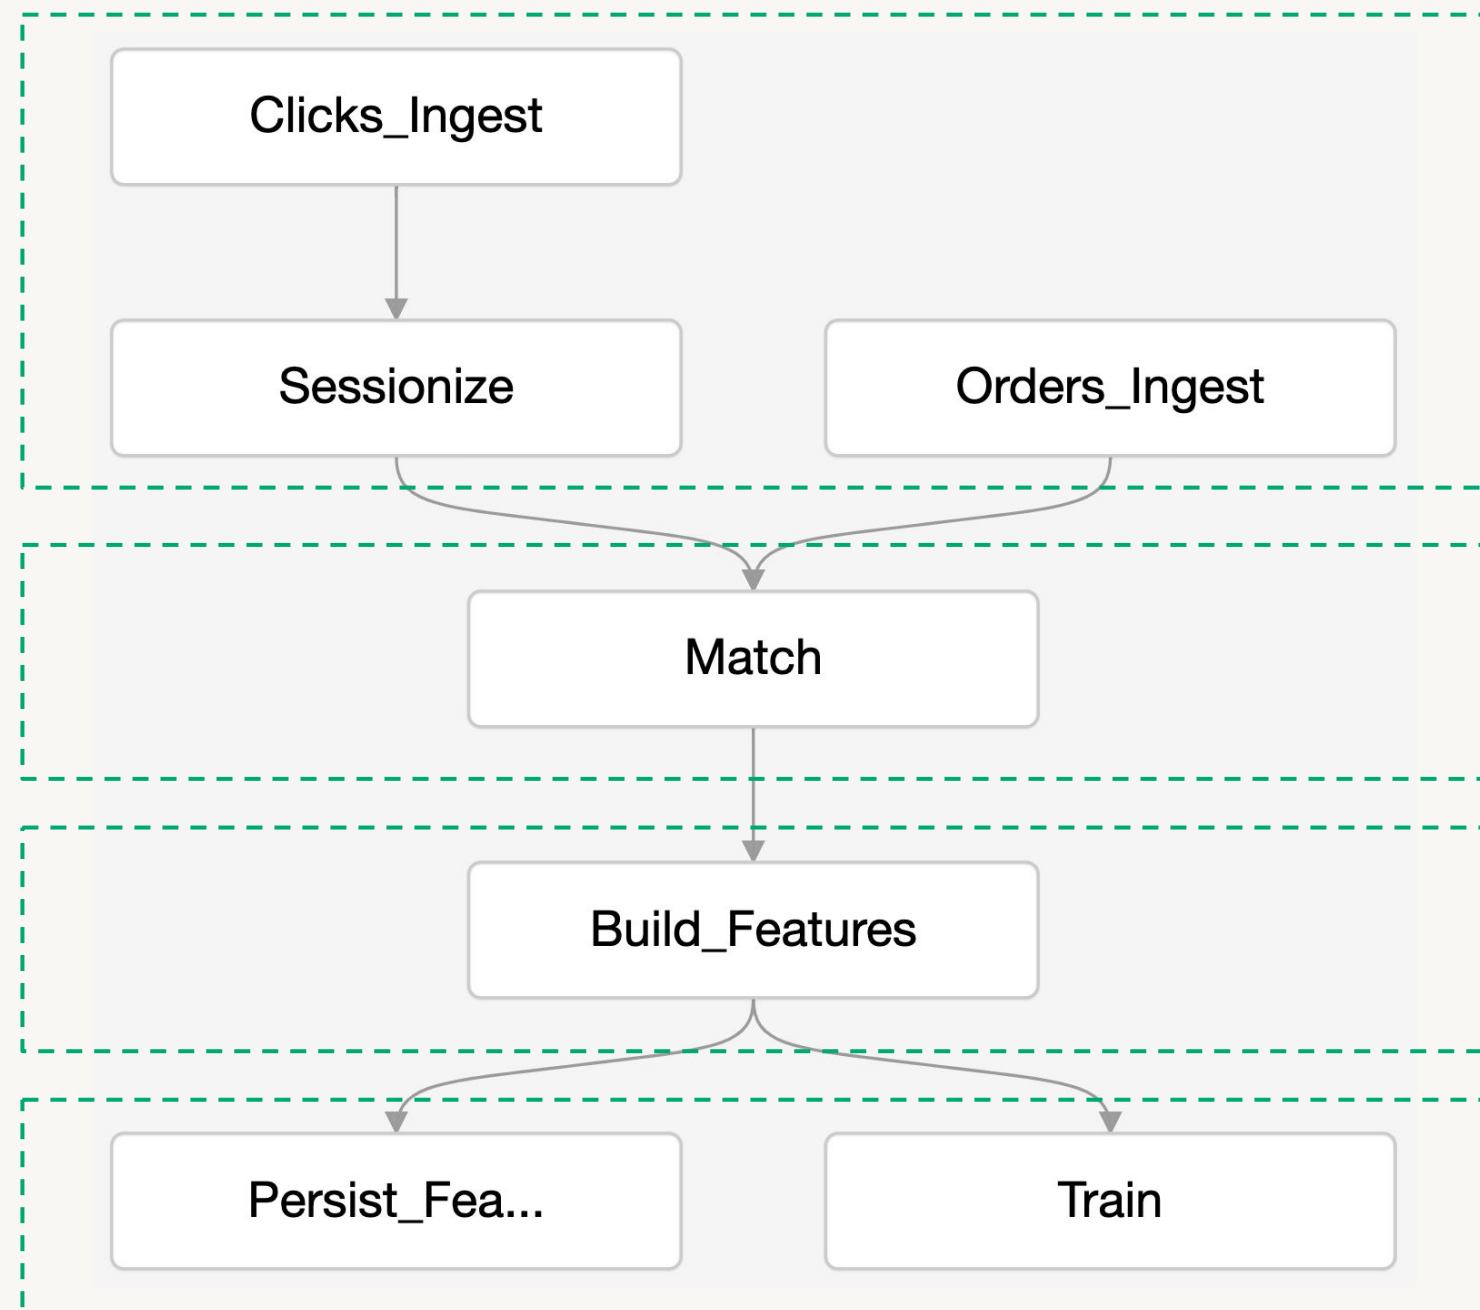 Clicks_Ingest
Sessionize
Orders_Ingest
Match
Build_Features
Persist_Fea...
Train